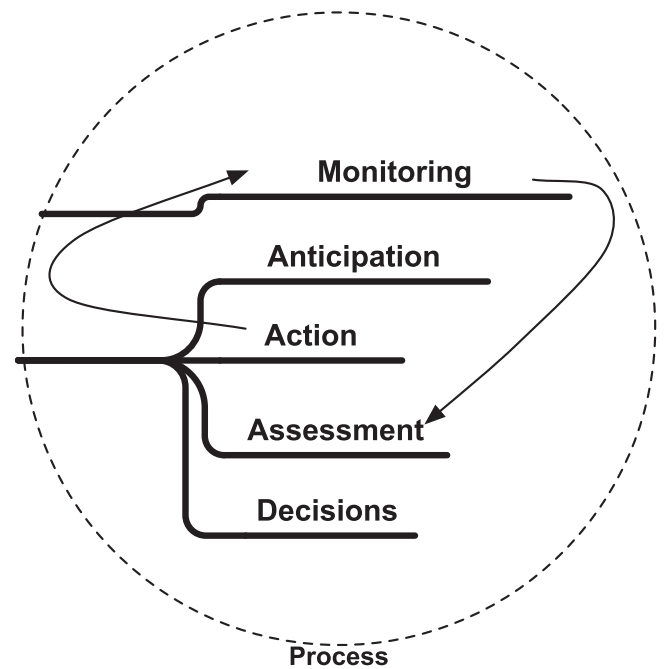 Monitoring
Anticipation
Action
Assessment
Decisions
Process